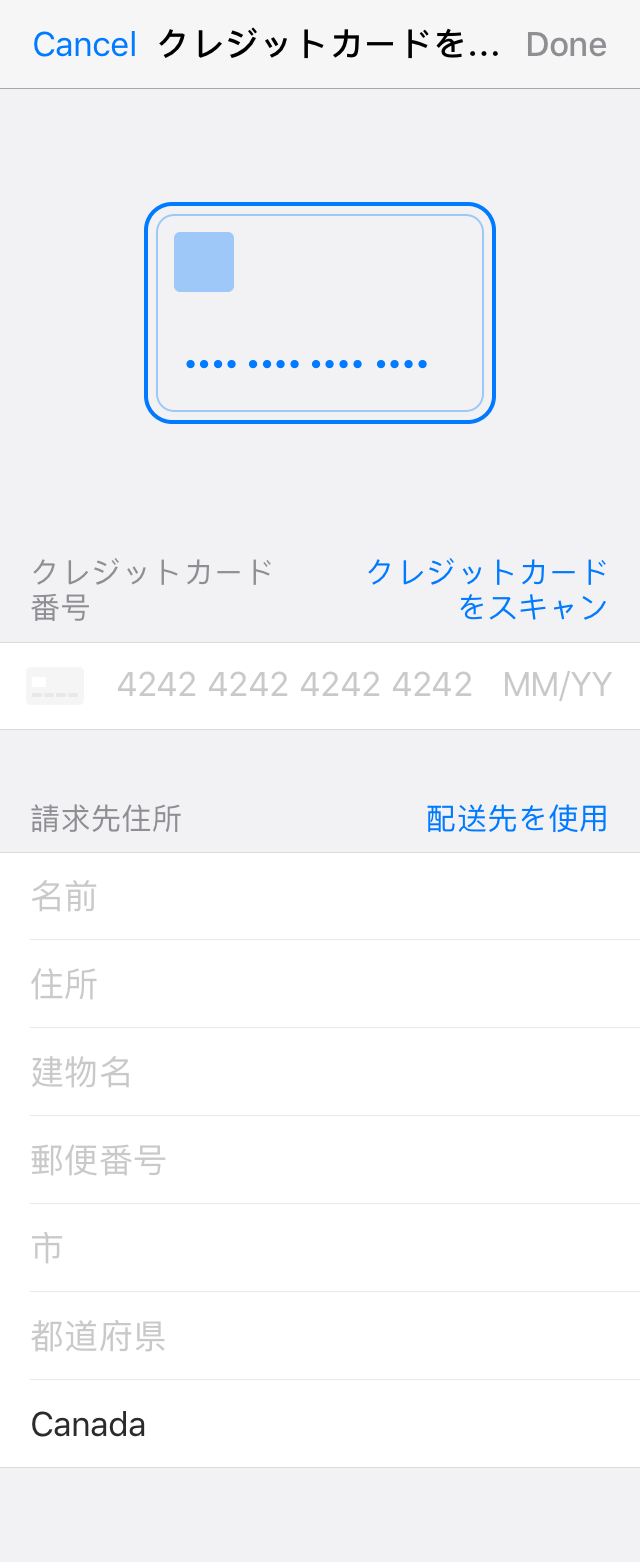 Cancel クレジットカードを... Done
クレジットカード
番号
クレジットカード
をスキャン
4242 4242 4242 4242 MM/YY
請求先住所 配送先を使用
名前
住所
建物名
郵便番号
市
都道府県
Canada